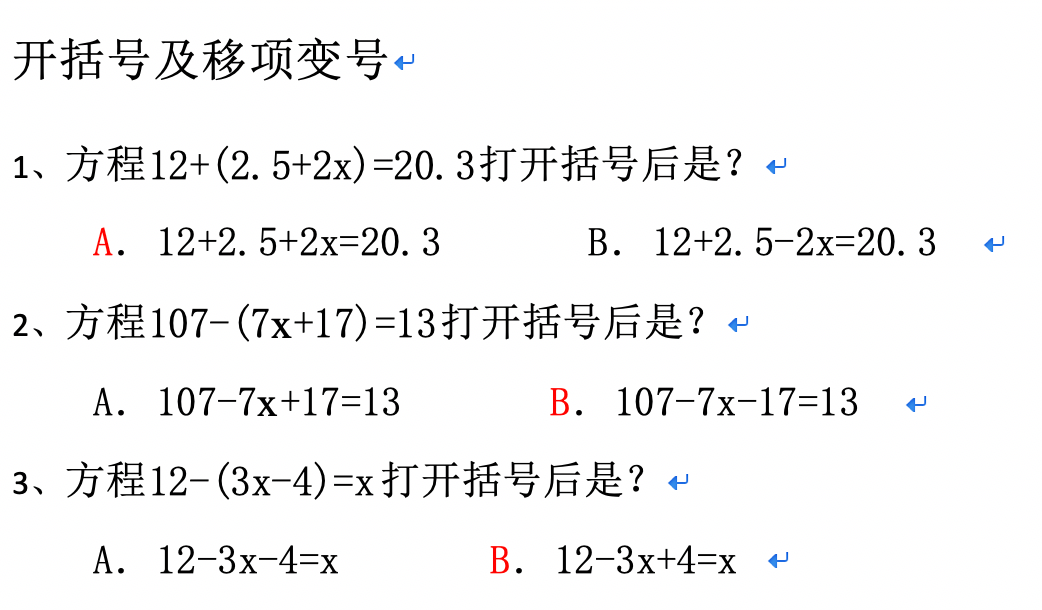 开括号及移项变号
1、方程12+(2.5+2x)=20.3打开括号后是？
A. 12+2.5+2x=20.3 B. 12+2.5-2x=20.3
2、方程107-(7x+17)=13打开括号后是？
A. 107-7x+17=13 B. 107-7x-17=13
3、方程12-(3x-4)=x打开括号后是？
A. 12-3x-4=x B. 12-3x+4=x